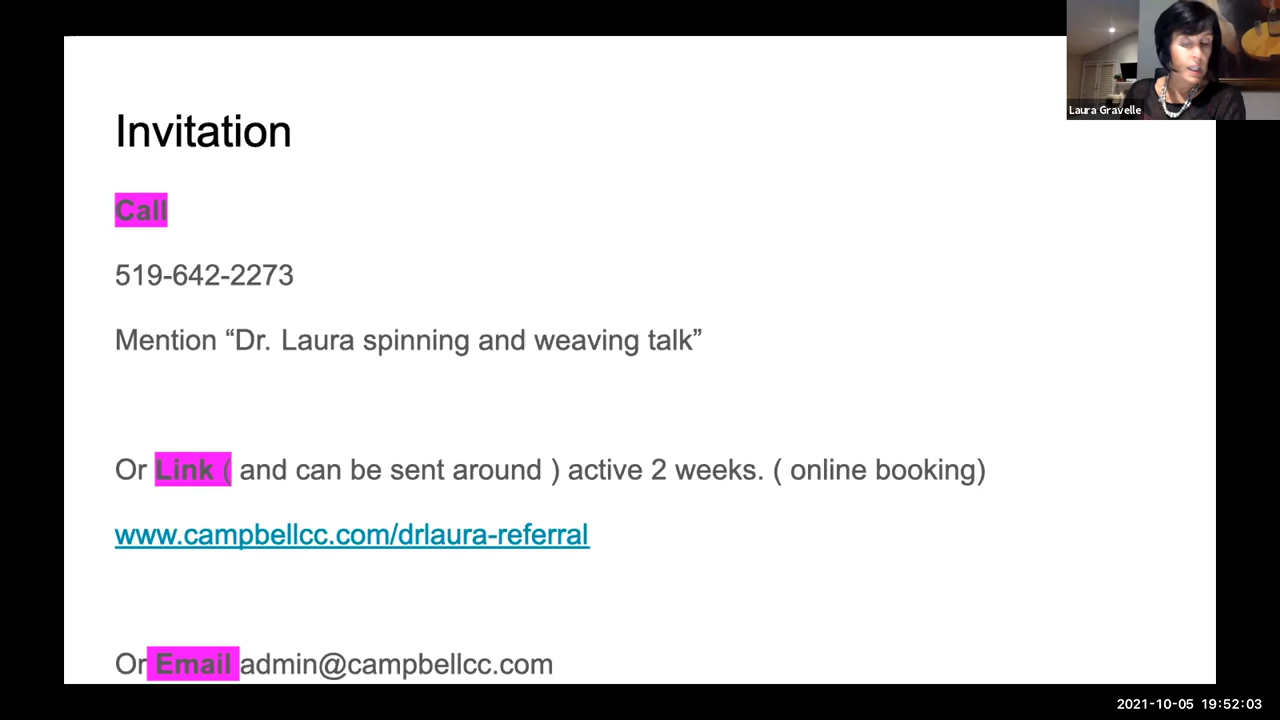 Laura Gravelle
Invitation
Call
519-642-2273
Mention “Dr. Laura spinning and weaving talk”
Or Link ( and can be sent around ) active 2 weeks. ( online booking)
www.campbellcc.com/drlaura-referral
Or Email admin@campbellcc.com
2021-10-05 19:52:03